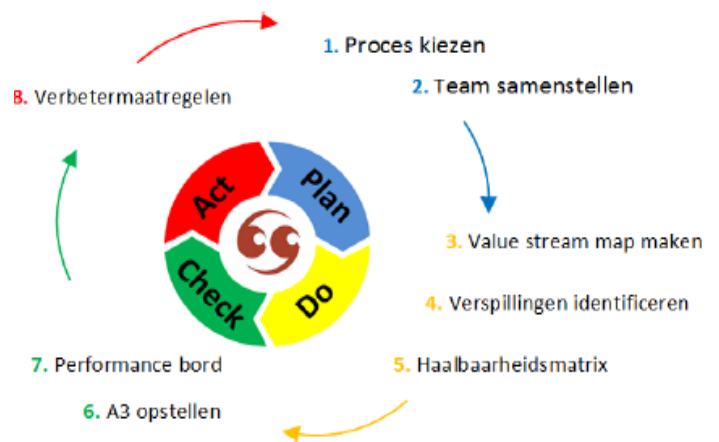 1. Proces kiezen
2. Team samenstellen
3. Value stream map maken
4. Verspillingen identificeren
5. Haalbaarheidsmatrix
6. A3 opstellen
7. Performance bord
8. Verbetermaatregelen
Plan
Do
Check
Act